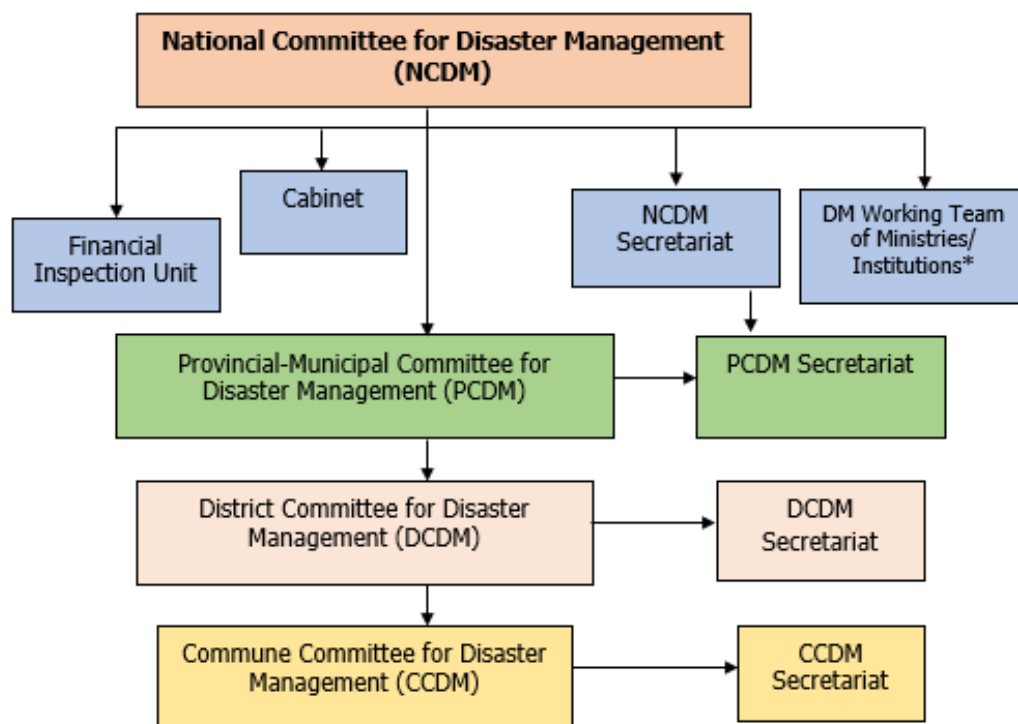 National Committee for Disaster Management
(NCDM)
Cabinet
Financial
Inspection Unit
NCDM
Secretariat
DM Working Team
of Ministries/
Institutions*
Provincial-Municipal Committee for
Disaster Management (PCDM)
PCDM Secretariat
District Committee for Disaster
Management (DCDM)
DCDM
Secretariat
Commune Committee for Disaster
Management (CCDM)
CCDM
Secretariat